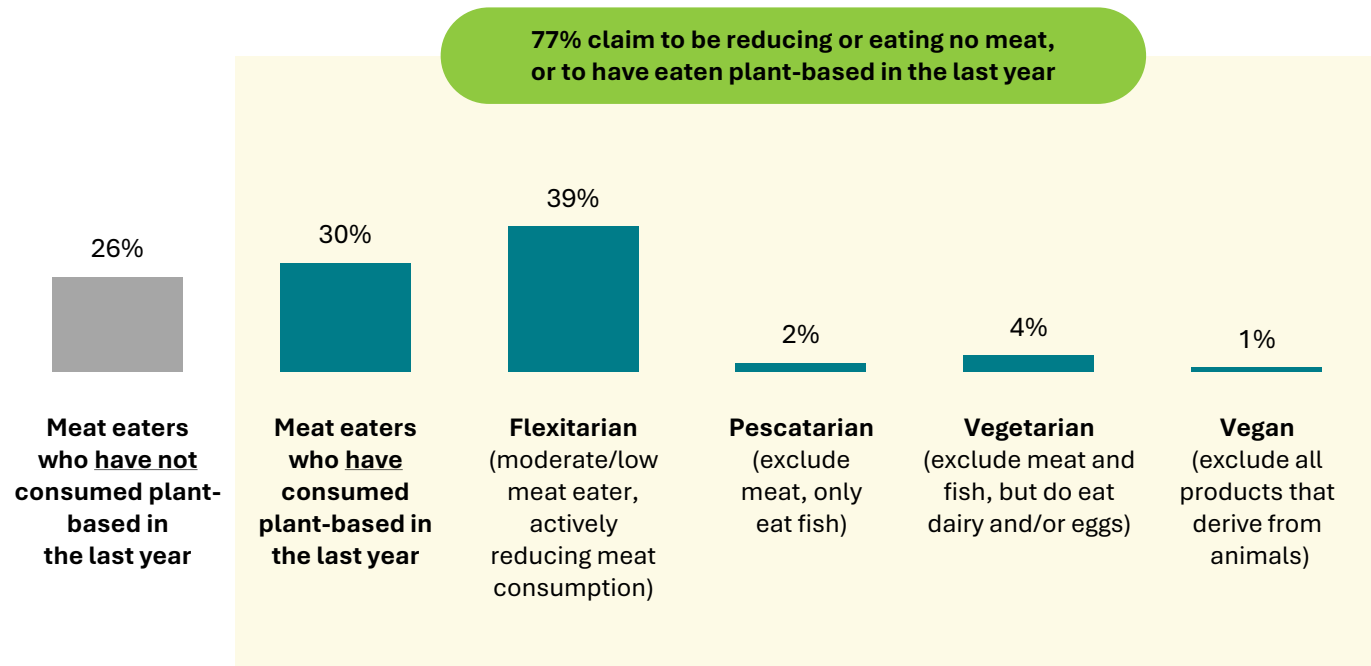 77% claim to be reducing or eating no meat,
or to have eaten plant-based in the last year
26%
30%
39%
2%
4%
1%
Meat eaters
who have not
consumed plant-
based in
the last year
Meat eaters
who have
consumed
plant-based in
the last year
Flexitarian
(moderate/low
meat eater,
actively
reducing meat
consumption)
Pescatarian
(exclude
meat, only
eat fish)
Vegetarian
(exclude meat and
fish, but do eat
dairy and/or eggs)
Vegan
(exclude all
products that
derive from
animals)